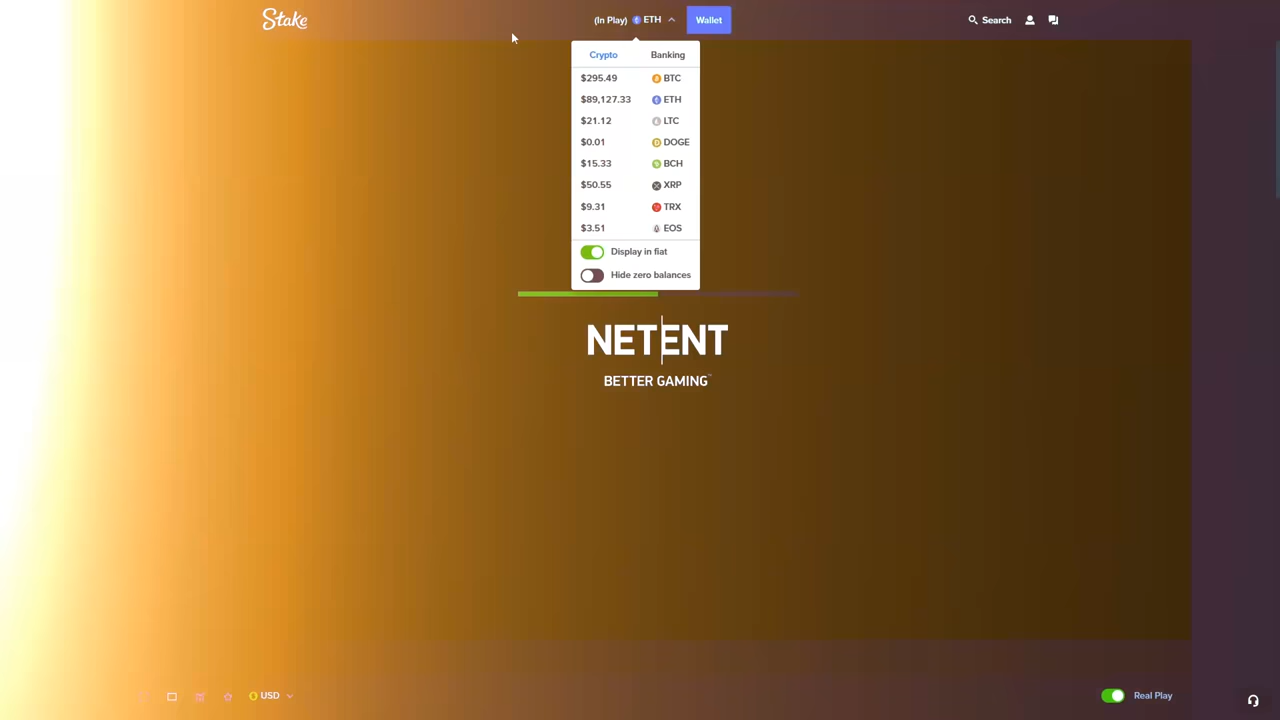 Stake
(In Play) ETH
Wallet
Search
Crypto Banking
$295.49 BTC
$89,127.33 ETH
$21.12 LTC
$0.01 DOGE
$15.33 BCH
$50.55 XRP
$9.31 TRX
$3.51 EOS
Display in fiat
Hide zero balances
NETENT
BETTER GAMING™
USD
Real Play